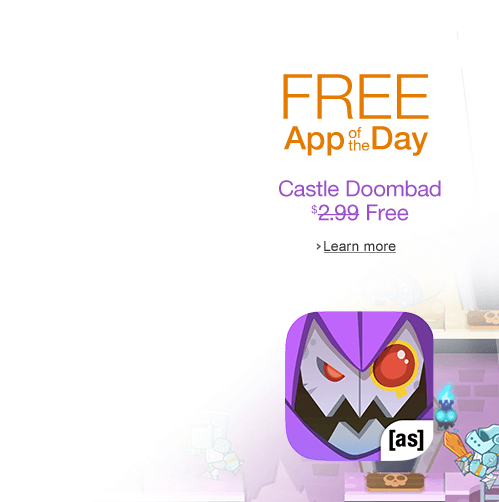 FREE
App of the Day
Castle Doombad
$2.99 Free
› Learn more
[as]